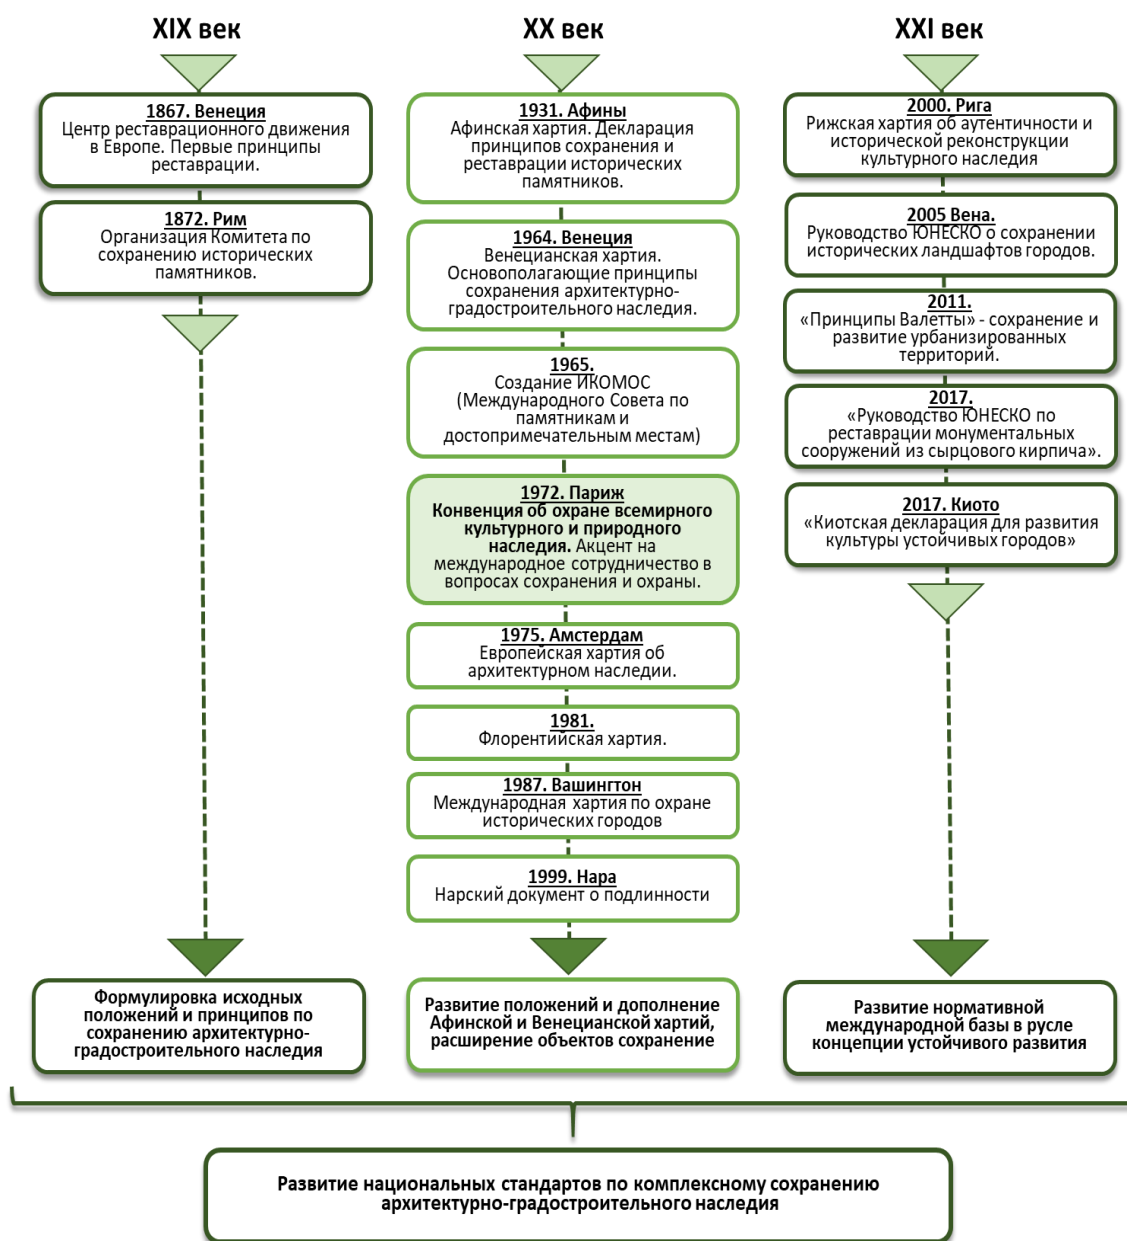 XIX век
1867. Венеция
Центр реставрационного движения
в Европе. Первые принципы
реставрации.
1872. Рим
Организация Комитета по
сохранению исторических
памятников.
Формулировка исходных
положений и принципов по
сохранению архитектурно-
градостроительного наследия
XX век
1931. Афины
Афинская хартия. Декларация
принципов сохранения и
реставрации исторических
памятников.
1964. Венеция
Венецианская хартия.
Основополагающие принципы
сохранения архитектурно-
градостроительного наследия.
1965.
Создание ИКОМОС
(Международного Совета по
памятникам и
достопримечательным местам)
1972. Париж
Конвенция об охране всемирного
культурного и природного
наследия. Акцент на
международное сотрудничество в
вопросах сохранения и охраны.
1975. Амстердам
Европейская хартия об
архитектурном наследии.
1981.
Флорентийская хартия.
1987. Вашингтон
Международная хартия по охране
исторических городов
1999. Нара
Нарский документ о подлинности
Развитие положений и дополнение
Афинской и Венецианской хартий,
расширение объектов сохранение
XXI век
2000. Рига
Рижская хартия об аутентичности и
исторической реконструкции
культурного наследия
2005 Вена.
Руководство ЮНЕСКО о сохранении
исторических ландшафтов городов.
2011.
«Принципы Валетты» - сохранение и
развитие урбанизированных
территорий.
2017.
«Руководство ЮНЕСКО по
реставрации монументальных
сооружений из сырцового кирпича».
2017. Киото
«Киотская декларация для развития
культуры устойчивых городов»
Развитие нормативной
международной базы в русле
концепции устойчивого развития
Развитие национальных стандартов по комплексному сохранению
архитектурно-градостроительного наследия